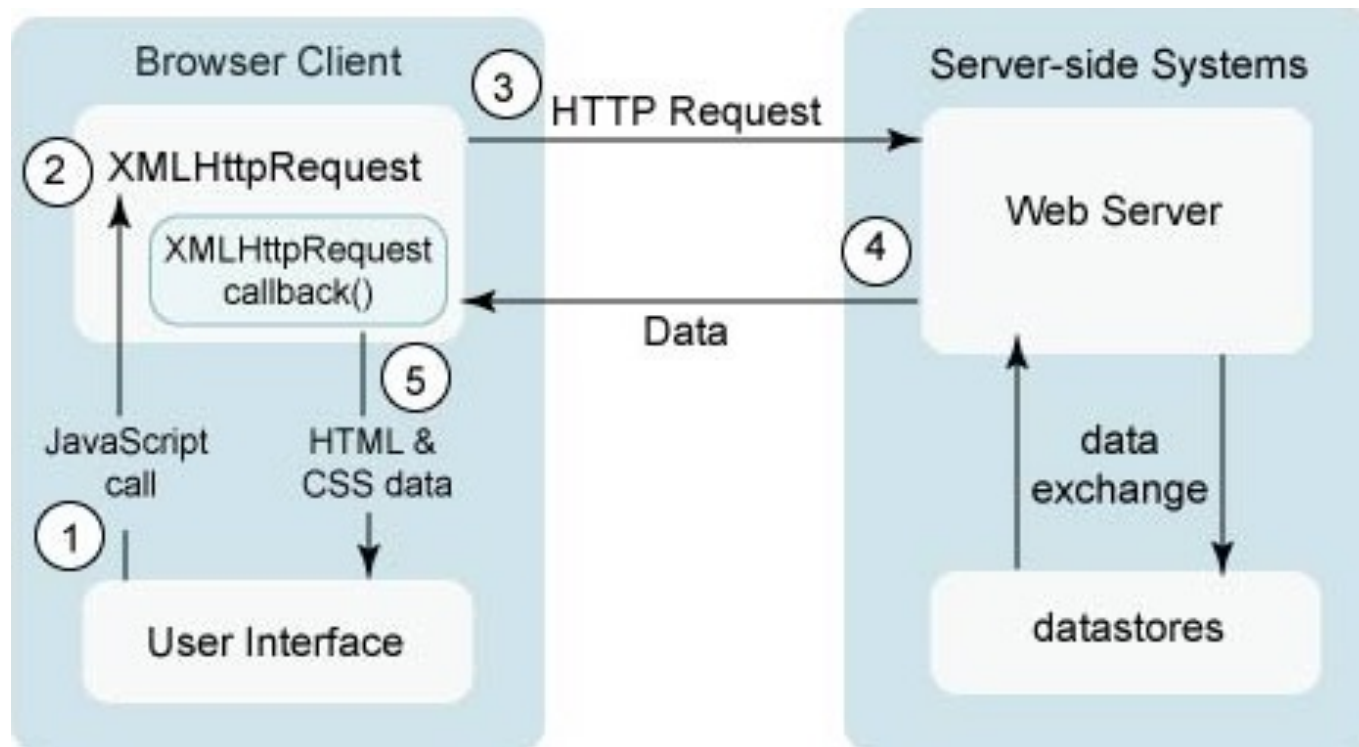 Browser Client
3
HTTP Request
Server-side Systems
2
XMLHttpRequest
XMLHttpRequest
callback()
Web Server
4
Data
5
JavaScript
call
HTML &
CSS data
data
exchange
1
User Interface
datastores